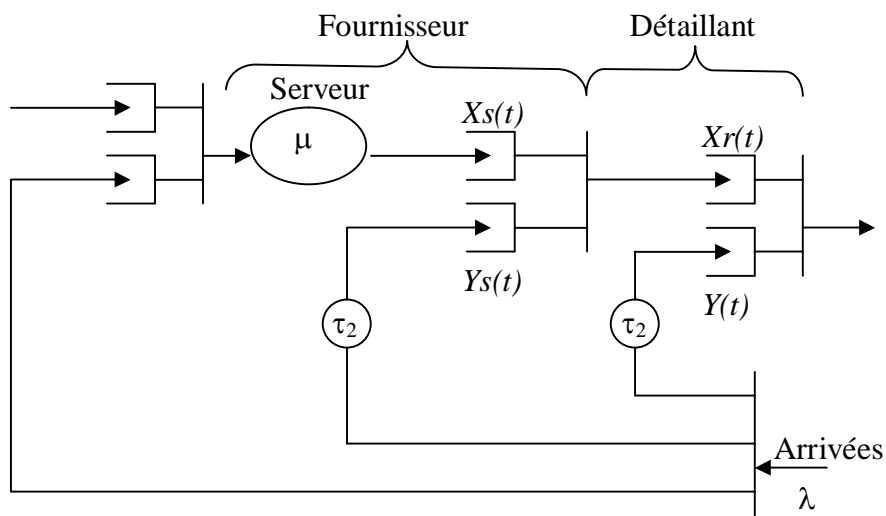 Fournisseur
Détaillant
Serveur
μ
Xs(t)
Xr(t)
Ys(t)
Y(t)
τ2
τ2
Arrivées
λ